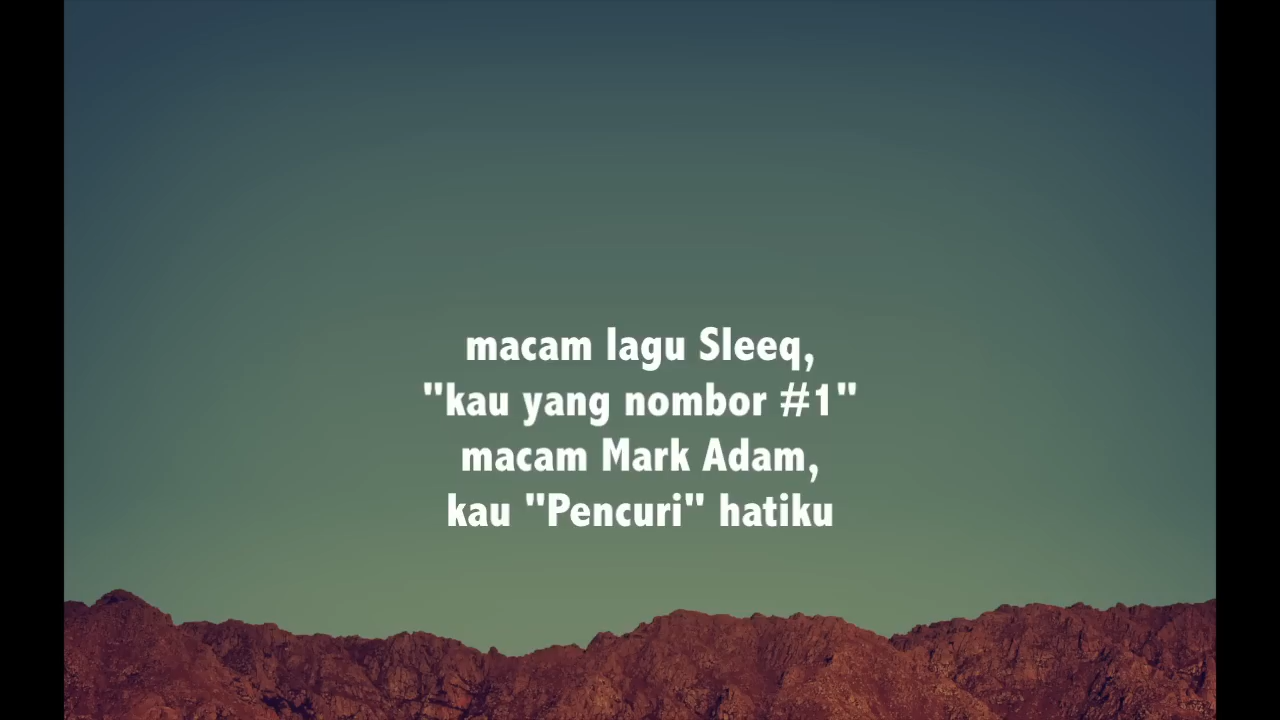 macam lagu Sleeq,
"kau yang nombor #1"
macam Mark Adam,
kau "Pencuri" hatiku